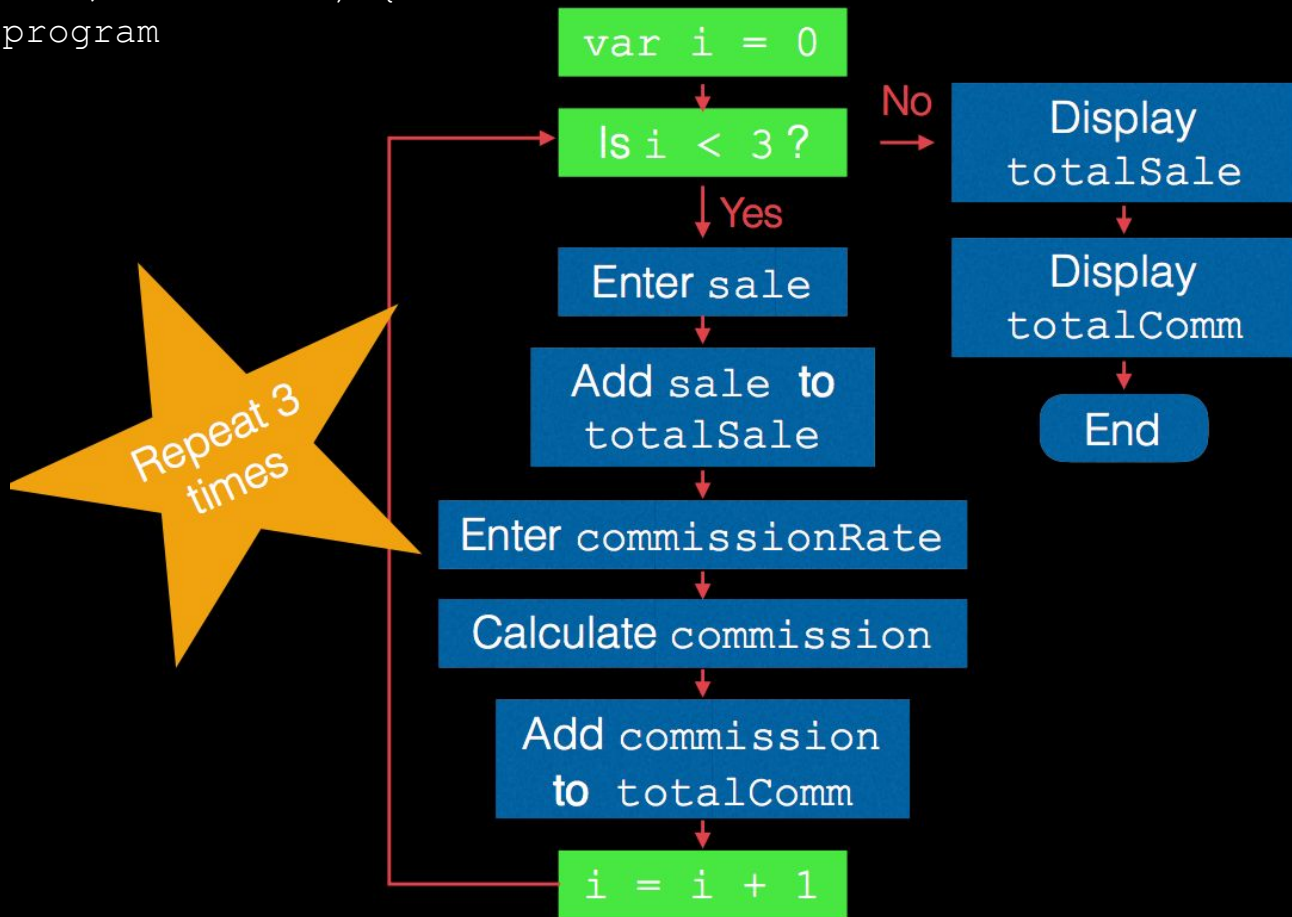 program
var i = 0
Is i < 3 ?
No
Yes
Display
totalSale
Display
totalComm
End
Enter sale
Add sale to
totalSale
Enter commissionRate
Calculate commission
Add commission
to totalComm
i = i + 1
Repeat 3
times